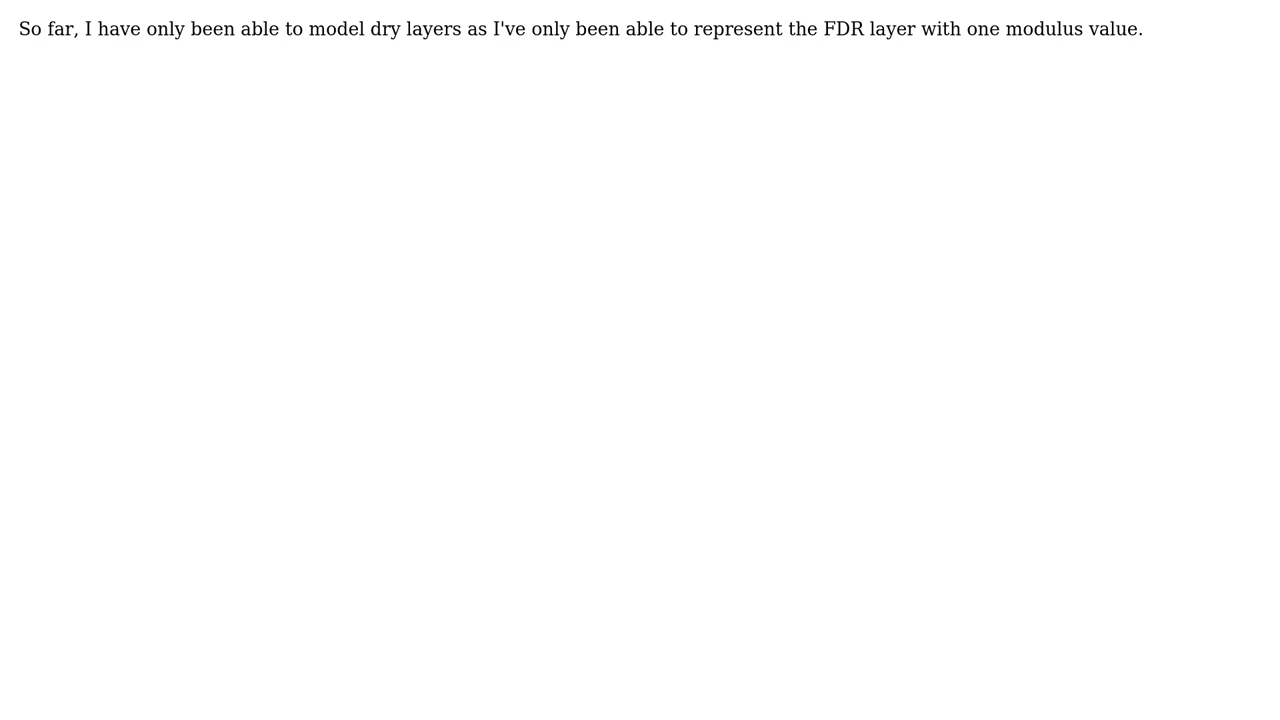 So far, I have only been able to model dry layers as I've only been able to represent the FDR layer with one modulus value.